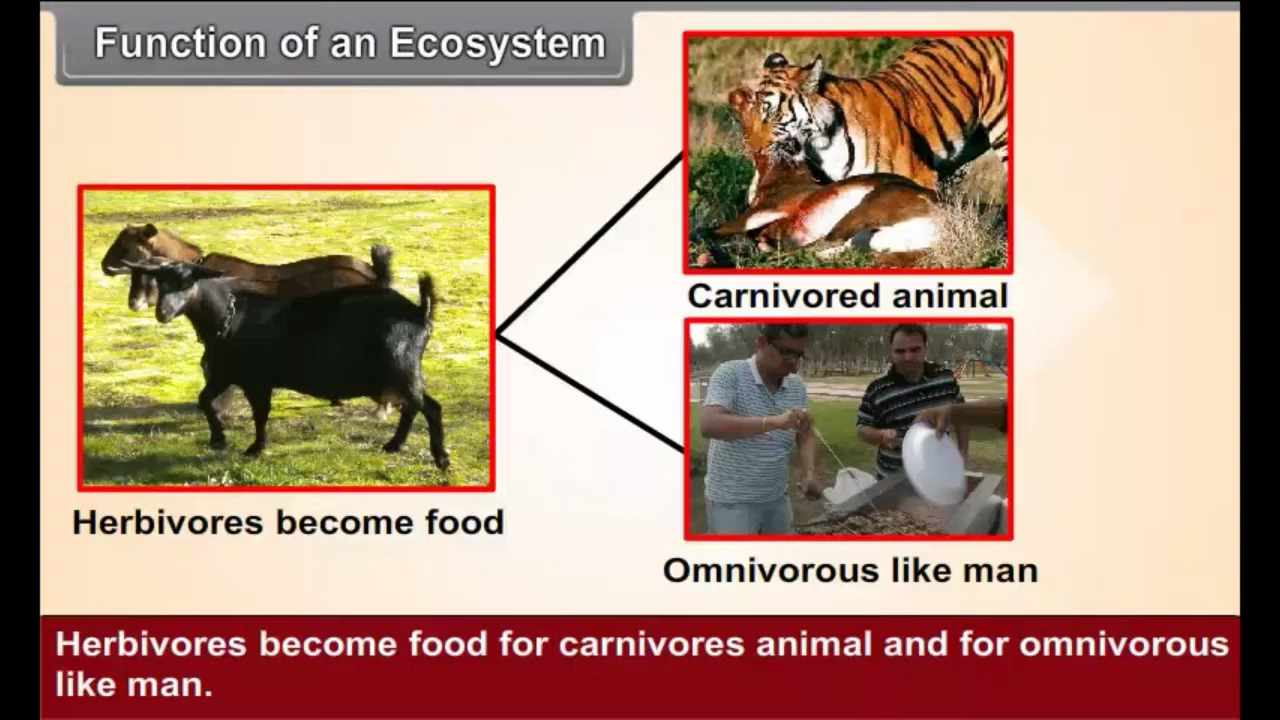 Function of an Ecosystem
Carnivored animal
Herbivores become food
Omnivorous like man
Herbivores become food for carnivores animal and for omnivorous
like man.